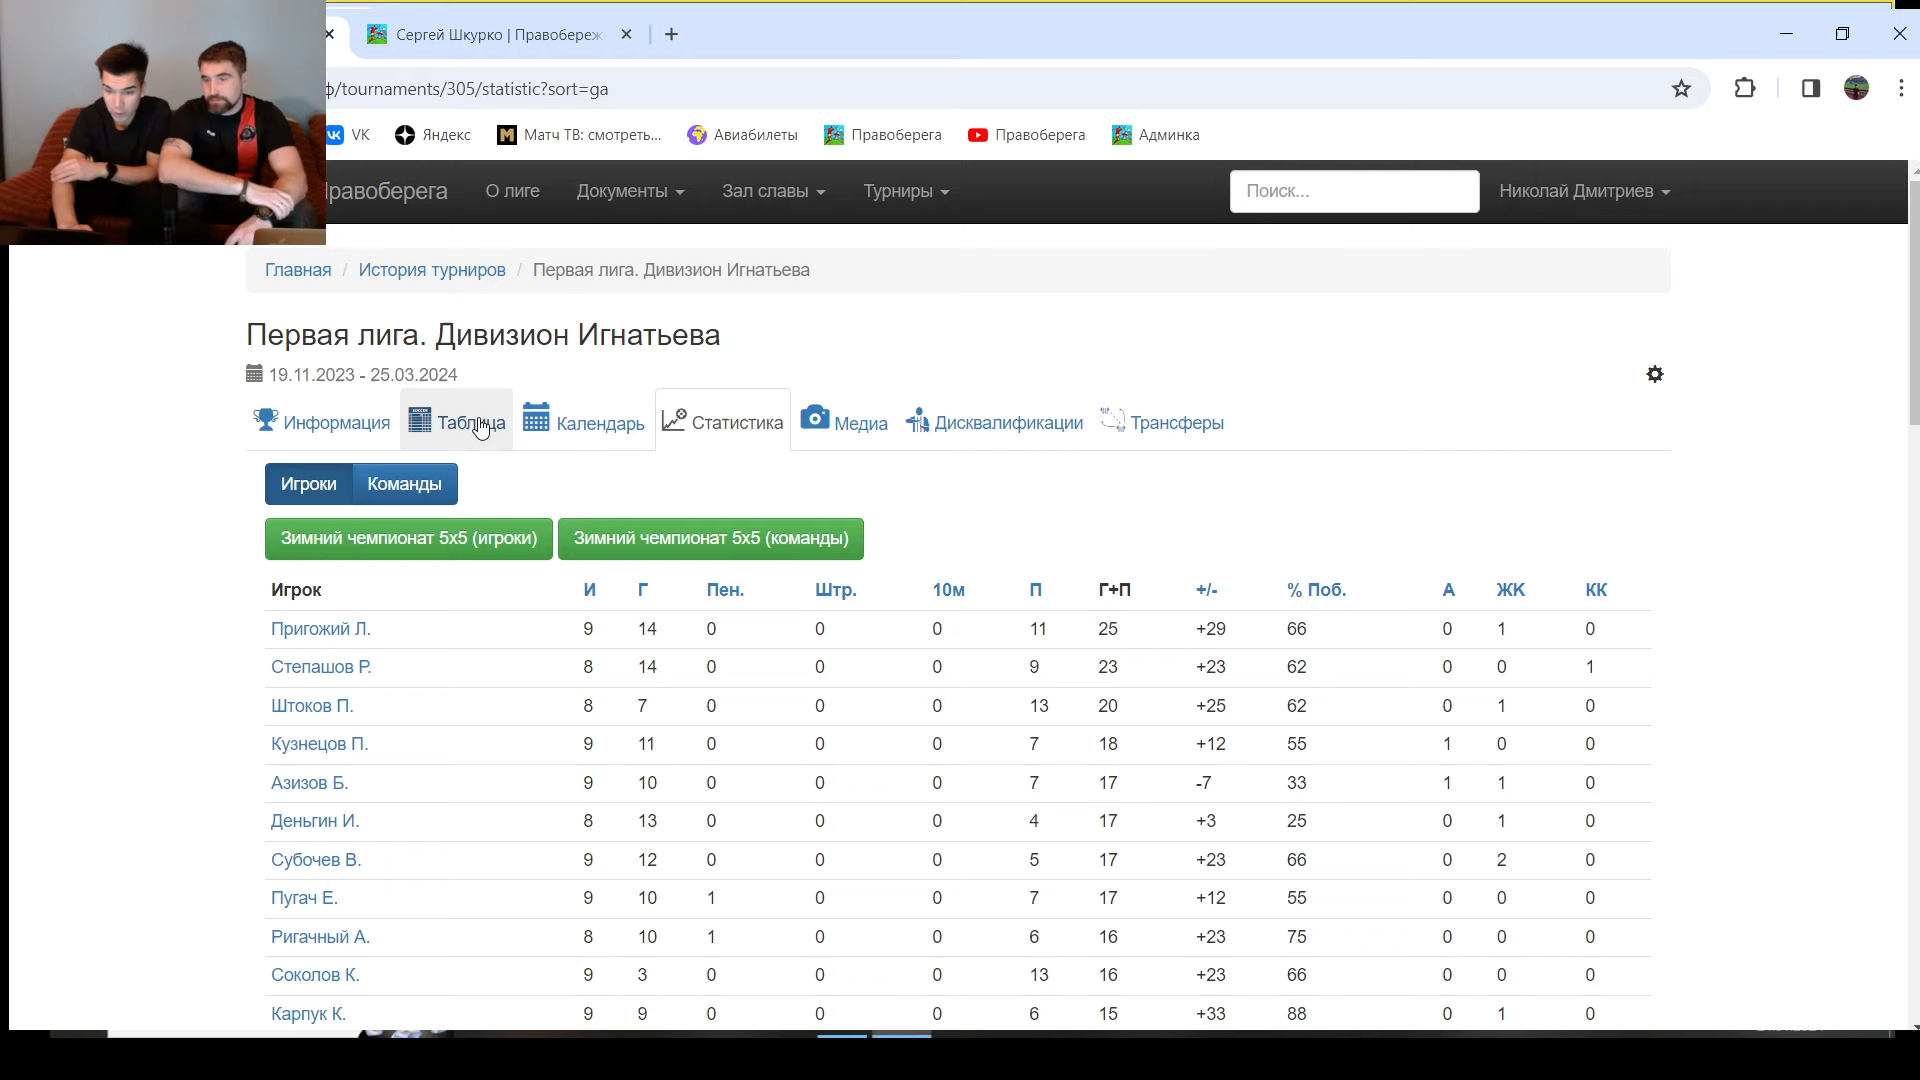 Сергей Шкурко | Правобереж
/tournaments/305/statistic?sort=ga
VK Яндекс Матч ТВ: смотреть... Авиабилеты Правоберега Правоберега Админка
равоберега О лиге Документы Зал славы Турниры Поиск... Николай Дмитриев
Главная / История турниров / Первая лига. Дивизион Игнатьева
Первая лига. Дивизион Игнатьева
19.11.2023 - 25.03.2024
Информация Таблица Календарь Статистика Медиа Дисквалификации Трансферы
Игроки Команды
Зимний чемпионат 5х5 (игроки) Зимний чемпионат 5х5 (команды)
Игрок И Г Пен. Штр. 10м П Г+П +/- % Поб. А ЖК КК
Пригожий Л. 9 14 0 0 0 11 25 +29 66 0 1 0
Степашов Р. 8 14 0 0 0 9 23 +23 62 0 0 1
Штоков П. 8 7 0 0 0 13 20 +25 62 0 1 0
Кузнецов П. 9 11 0 0 0 7 18 +12 55 1 0 0
Азизов Б. 9 10 0 0 0 7 17 -7 33 1 1 0
Деньгин И. 8 13 0 0 0 4 17 +3 25 0 1 0
Субочев В. 9 12 0 0 0 5 17 +23 66 0 2 0
Пугач Е. 9 10 1 0 0 7 17 +12 55 0 0 0
Ригачный А. 8 10 1 0 0 6 16 +23 75 0 0 0
Соколов К. 9 3 0 0 0 13 16 +23 66 0 0 0
Карпук К. 9 9 0 0 0 6 15 +33 88 0 1 0